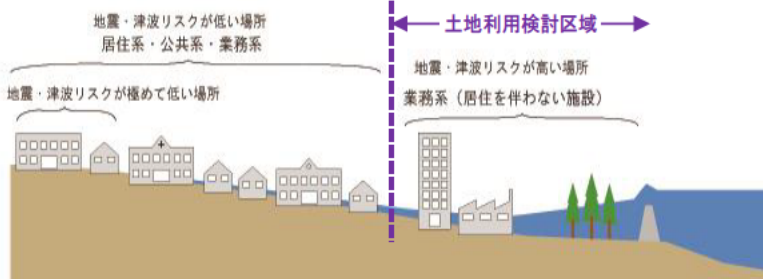 地震・津波リスクが低い場所
居住系・公共系・業務系
地震・津波リスクが極めて低い場所
土地利用検討区域
地震・津波リスクが高い場所
業務系（居住を伴わない施設）